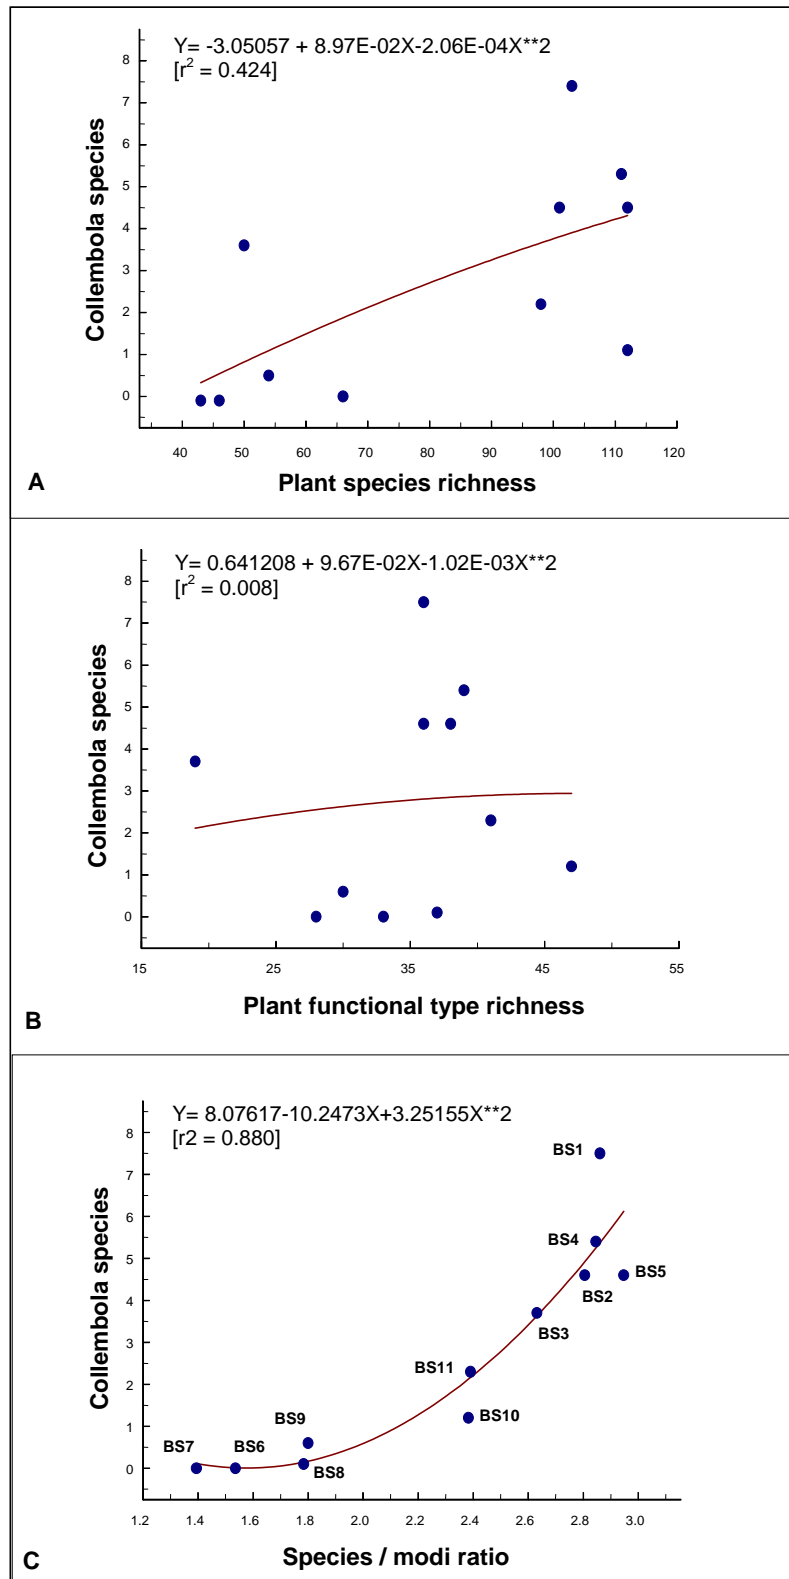 Y= -3.05057 + 8.97E-02X-2.06E-04X**2
[r2 = 0.424]
8
7
6
5
4
3
2
1
0
Collembola species
40 50 60 70 80 90 100 110 120
Plant species richness
A
Y= 0.641208 + 9.67E-02X-1.02E-03X**2
[r2 = 0.008]
8
7
6
5
4
3
2
1
0
Collembola species
15 25 35 45 55
Plant functional type richness
B
Y= 8.07617-10.2473X+3.25155X**2
[r2 = 0.880]
8
7
6
5
4
3
2
1
0
Collembola species
BS1
BS4
BS5
BS2
BS3
BS11
BS10
BS9
BS7 BS6
BS8
1.2 1.4 1.6 1.8 2.0 2.2 2.4 2.6 2.8 3.0
Species / modi ratio
C